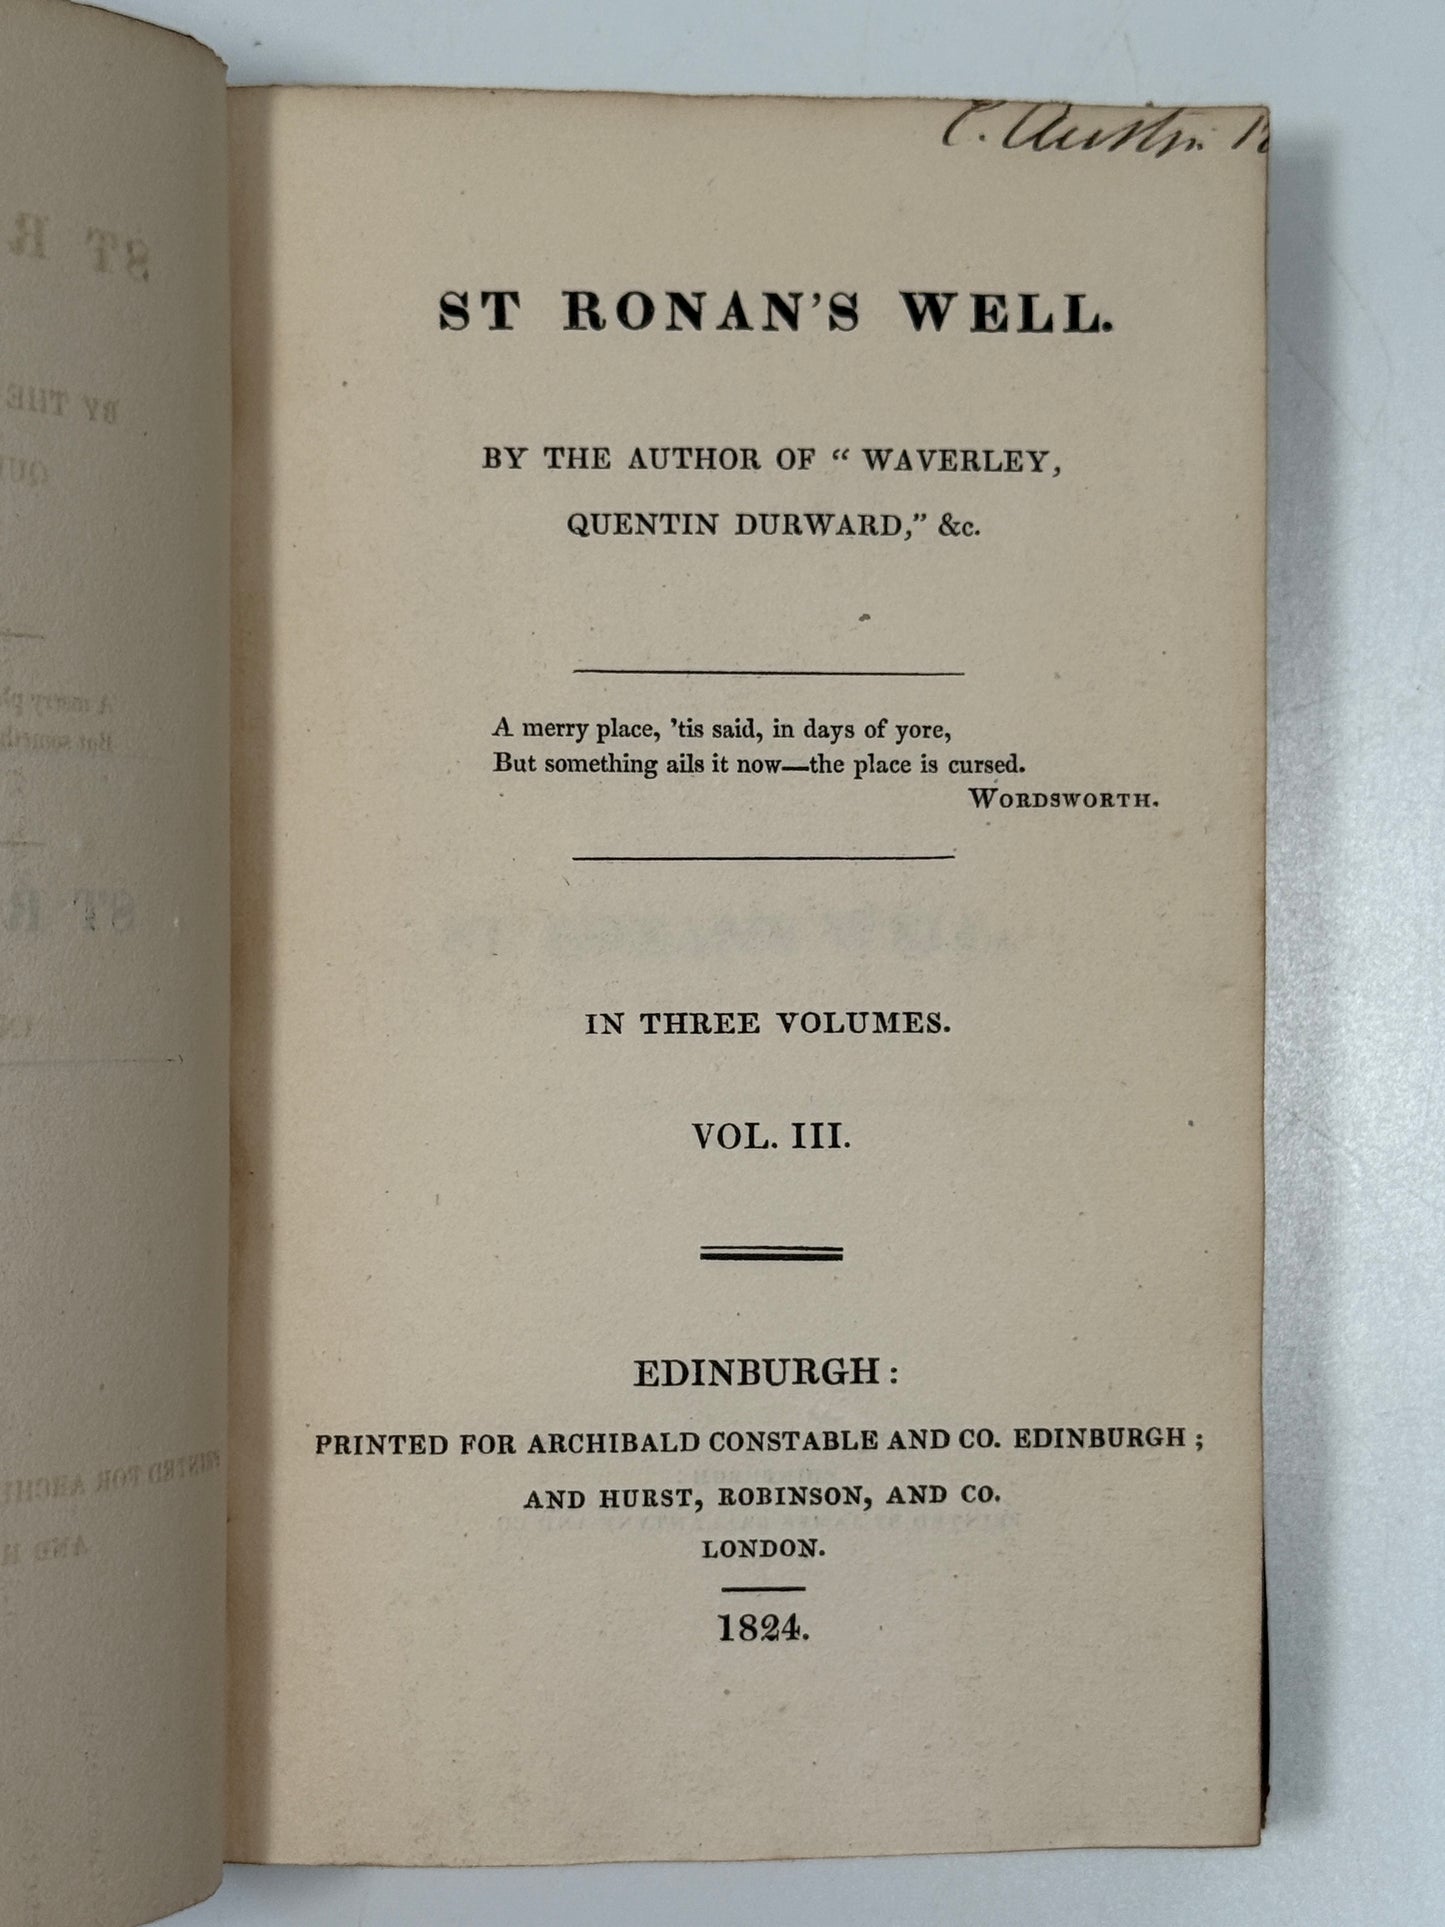 C. Austin
ST RONAN'S WELL.
BY THE AUTHOR OF “ WAVERLEY,
QUENTIN DURWARD,” &c.
A merry place, ’tis said, in days of yore,
But something ails it now—the place is cursed.
WORDSWORTH.
IN THREE VOLUMES.
VOL. III.
EDINBURGH:
PRINTED FOR ARCHIBALD CONSTABLE AND CO. EDINBURGH ;
AND HURST, ROBINSON, AND CO.
LONDON.
1824.